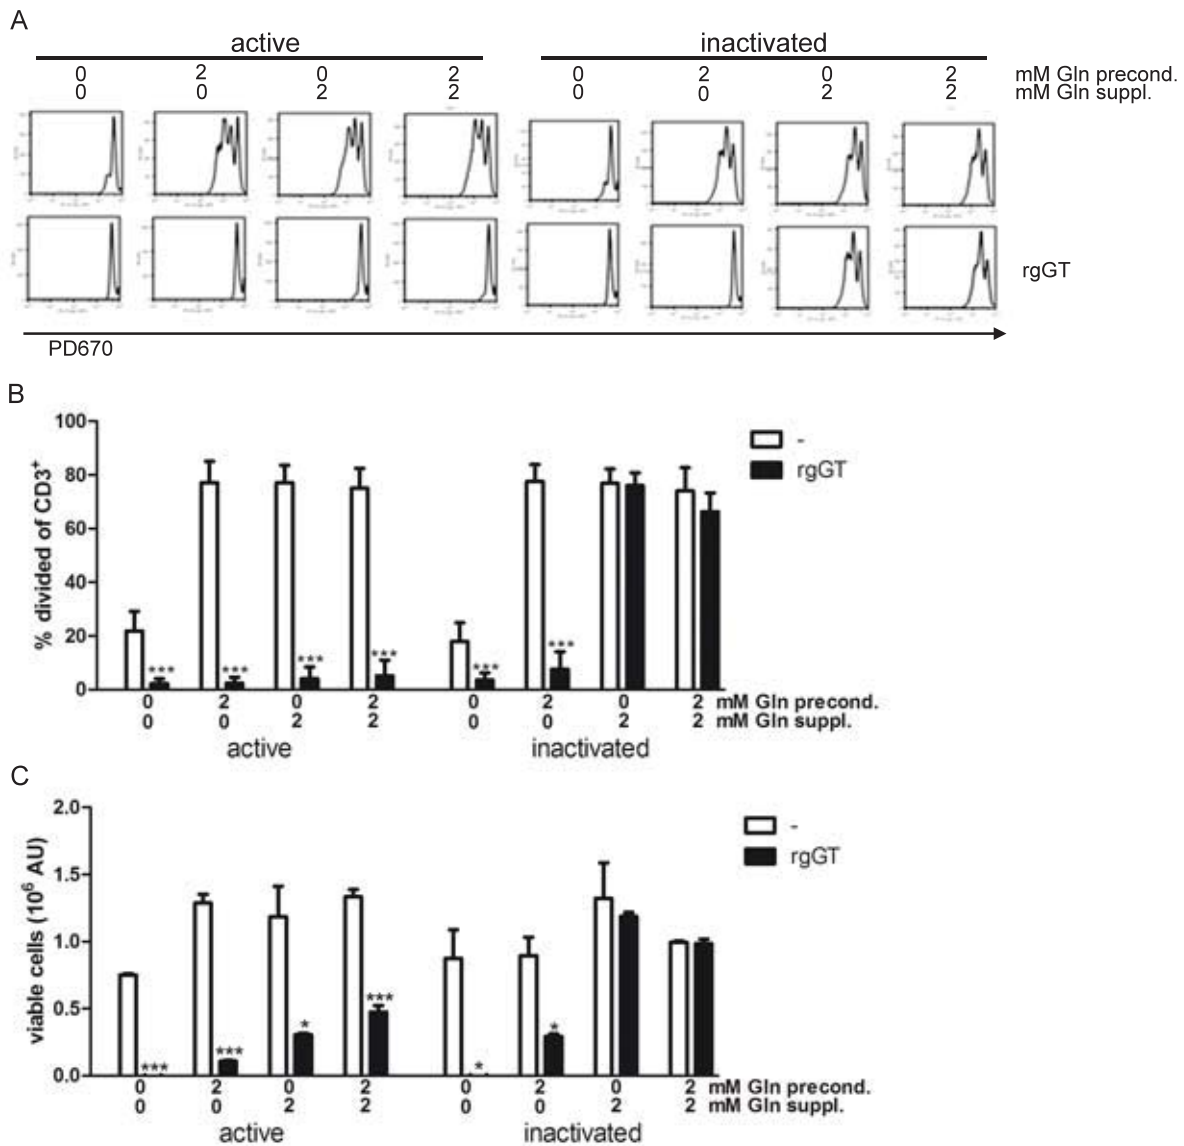 A
active inactivated
0 2 0 2 0 2 0 2 mM Gln precond.
0 0 2 2 0 0 2 2 mM Gln suppl.
rgGT
PD670
B
100
80
60
40
20
0
% divided of CD3+
-
rgGT
*** *** *** *** *** ***
0 2 0 2 0 2 0 2 mM Gln precond.
0 0 2 2 0 0 2 2 mM Gln suppl.
active inactivated
C
2.0
1.5
1.0
0.5
0.0
viable cells (10⁶ AU)
-
rgGT
*** *** * *** * *
0 2 0 2 0 2 0 2 mM Gln precond.
0 0 2 2 0 0 2 2 mM Gln suppl.
active inactivated